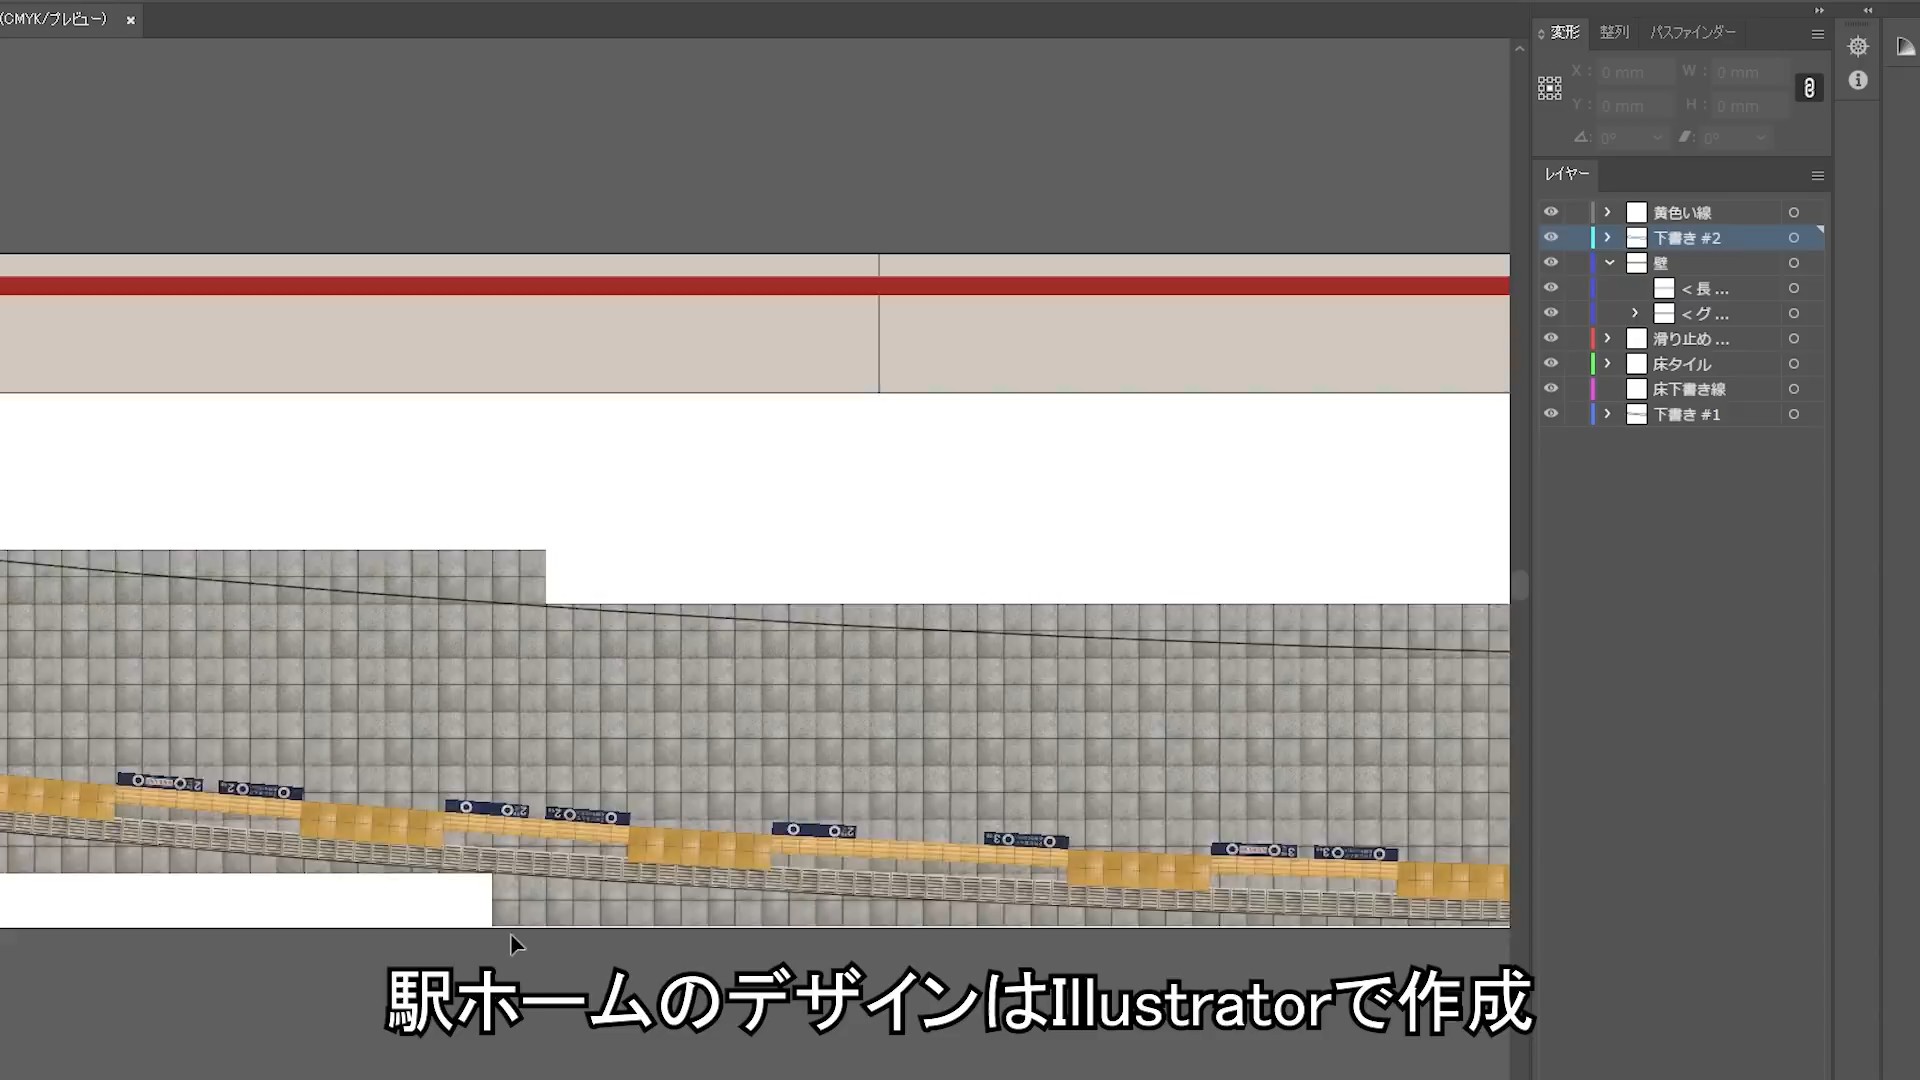 (CMYK/プレビュー) ×
変形 整列 パスファインダー
X： 0 mm W： 0 mm
Y： 0 mm H： 0 mm
0° 0°
レイヤー
黄色い線
下書き #2
壁
＜長 ...
＜グ ...
滑り止め ...
床タイル
床下書き線
下書き #1
駅ホームのデザインはIllustratorで作成